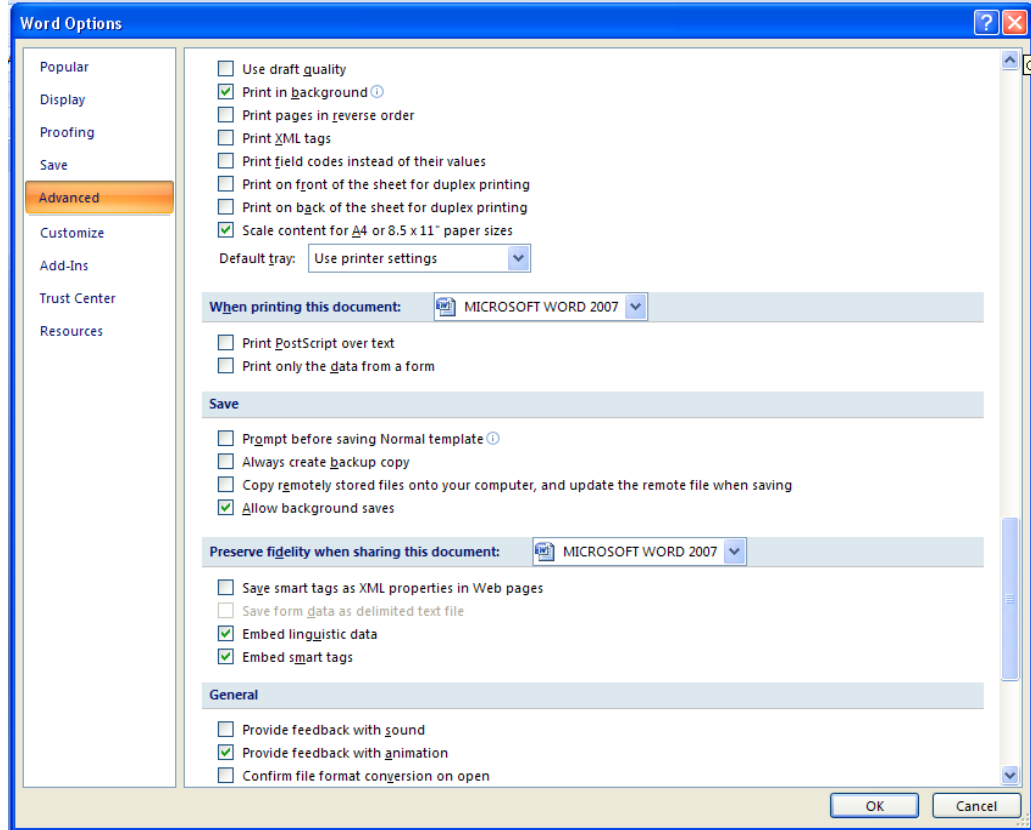 Word Options
Popular
Display
Proofing
Save
Advanced
Customize
Add-Ins
Trust Center
Resources
Use draft quality
Print in background
Print pages in reverse order
Print XML tags
Print field codes instead of their values
Print on front of the sheet for duplex printing
Print on back of the sheet for duplex printing
Scale content for A4 or 8.5 x 11" paper sizes
Default tray: Use printer settings
When printing this document: MICROSOFT WORD 2007
Print PostScript over text
Print only the data from a form
Save
Prompt before saving Normal template
Always create backup copy
Copy remotely stored files onto your computer, and update the remote file when saving
Allow background saves
Preserve fidelity when sharing this document: MICROSOFT WORD 2007
Save smart tags as XML properties in Web pages
Save form data as delimited text file
Embed linguistic data
Embed smart tags
General
Provide feedback with sound
Provide feedback with animation
Confirm file format conversion on open
OK Cancel